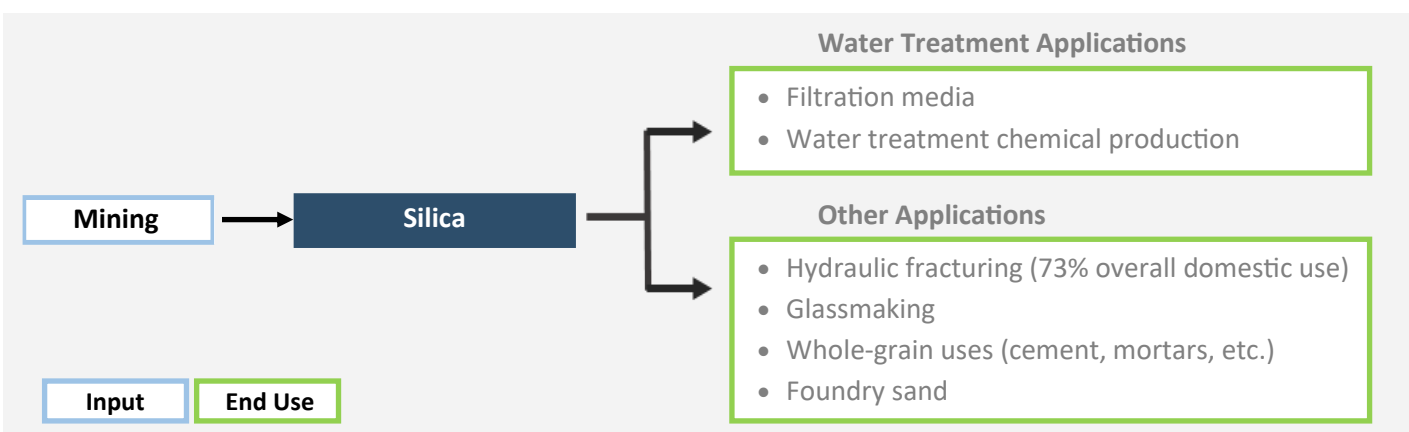 Water Treatment Applications
• Filtration media
• Water treatment chemical production
Mining
Silica
Other Applications
• Hydraulic fracturing (73% overall domestic use)
• Glassmaking
• Whole-grain uses (cement, mortars, etc.)
• Foundry sand
Input
End Use